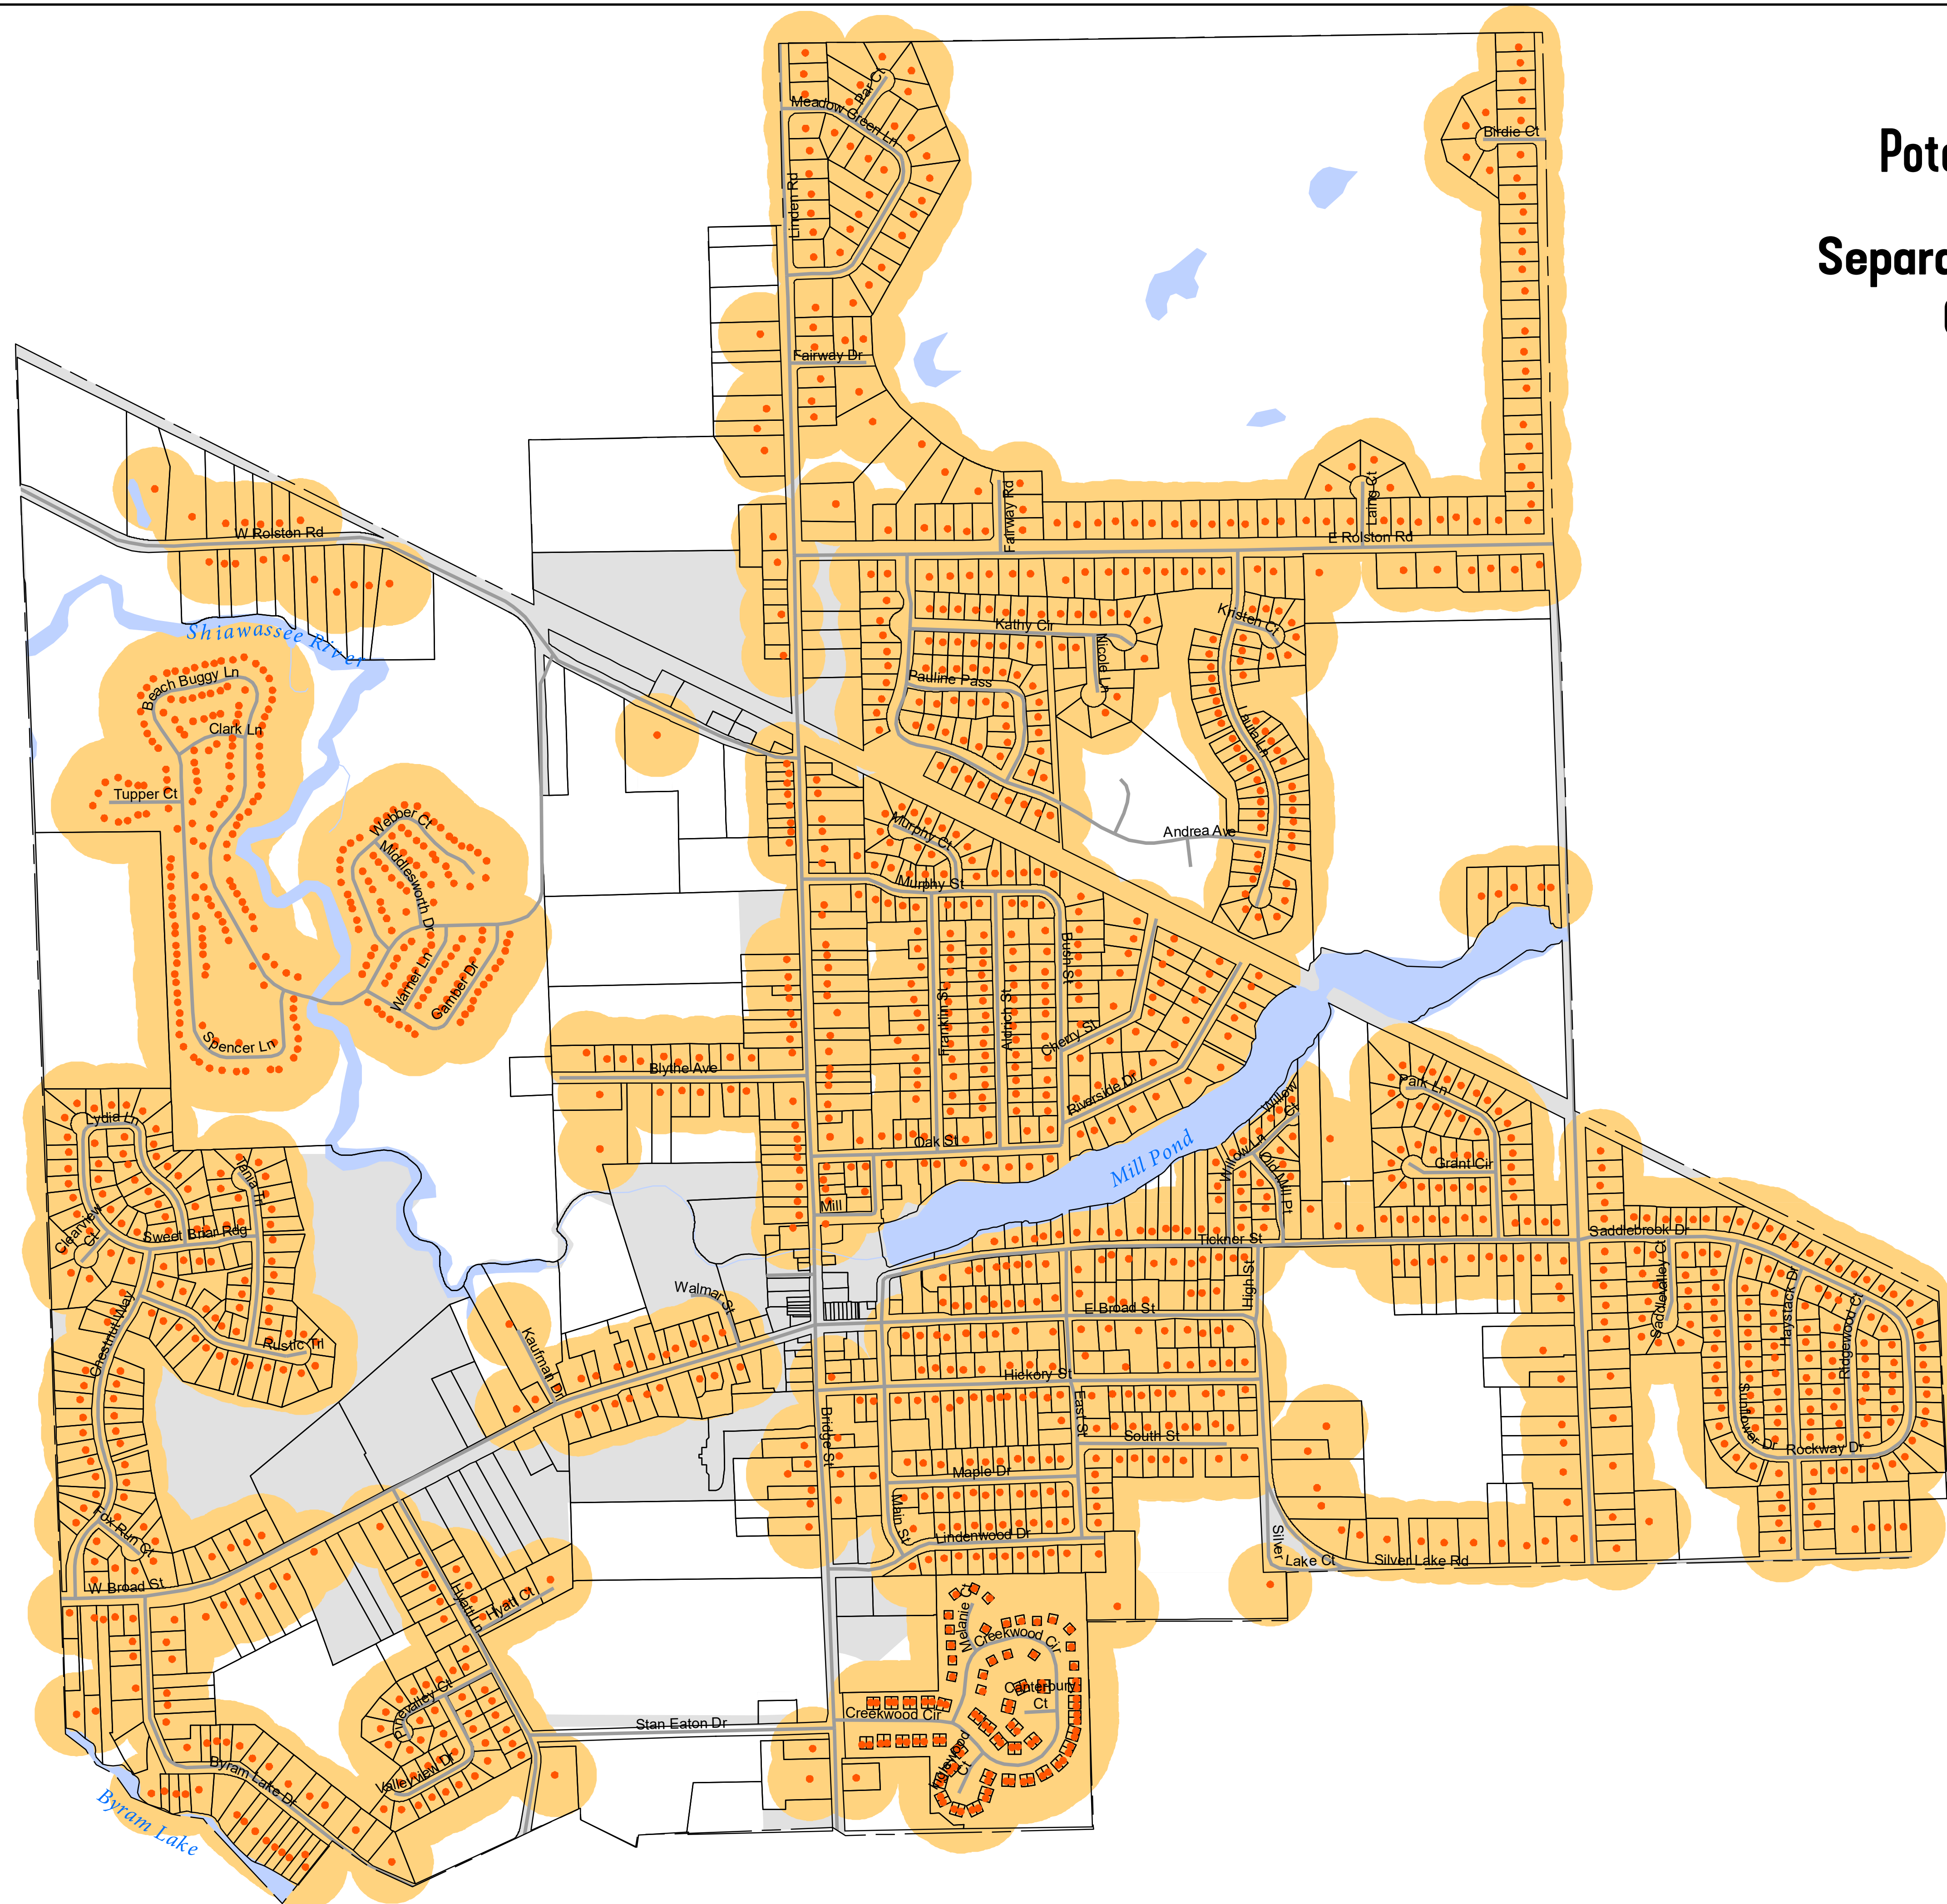 Par Ct
Meadow Green Ln
Birdie Ct
Pote
Linden Rd
Separa
Fairway Dr
Laing Ct
Fairway Rd
W Rolston Rd
E Rolston Rd
Shiawassee River
Kristen Ct
Kathy Cir
Nicole Ln
Beach Buggy Ln
Pauline Pass
Clark Ln
Laura Ln
Tupper Ct
Webber Ct
Murphy Ct
Andrea Ave
Middlesworth Dr
Murphy St
Bush St
Warner Ln
Gamber Dr
Franklin St
Aldrich St
Cherry St
Spencer Ln
Blythe Ave
Riverside Dr
Willow
Ct
Park Ln
Lydia Ln
Oak St
Mill Pond
Willow Ln
Old Mill Pt
Grant Cir
Tania Trl
Mill
Clearview
Ct
Sweet Briar Rdg
Tickner St
Saddlebrook Dr
Saddlevalley Ct
Haystack Dr
Ridgewood Ct
Walmar St
High St
E Broad St
Chestnut Way
Rustic Trl
Kaufman Dr
Hickory St
Bridge St
East St
South St
Sunflower Dr
Rockway Dr
Maple Dr
Main St
Lindenwood Dr
Fox Run Ct
Silver
Lake Ct
Silver Lake Rd
W Broad St
Hyatt Ln
Hyatt Ct
Melanie Ct
Creekwood Cir
Pinevalley Ct
Canterbury
Ct
Stan Eaton Dr
Creekwood Cir
Inglewood
Ct
Valleyview Dr
Byram Lake Dr
Byram Lake